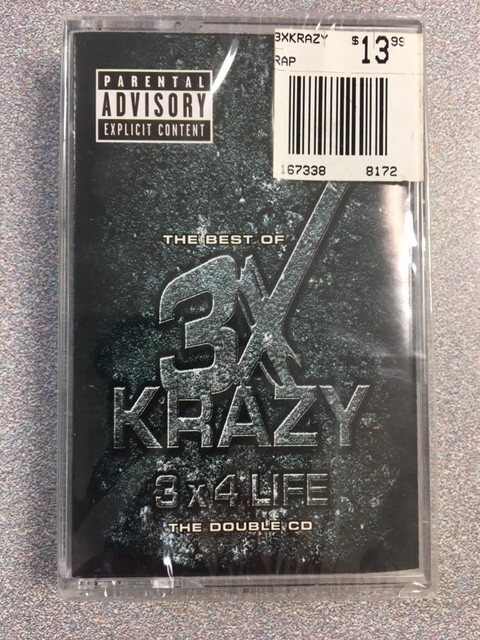 3XKRAZY $13.99
RAP
167338 8172
PARENTAL
ADVISORY
EXPLICIT CONTENT
THE BEST OF
3X
KRAZY
3 x 4 LIFE
THE DOUBLE CD